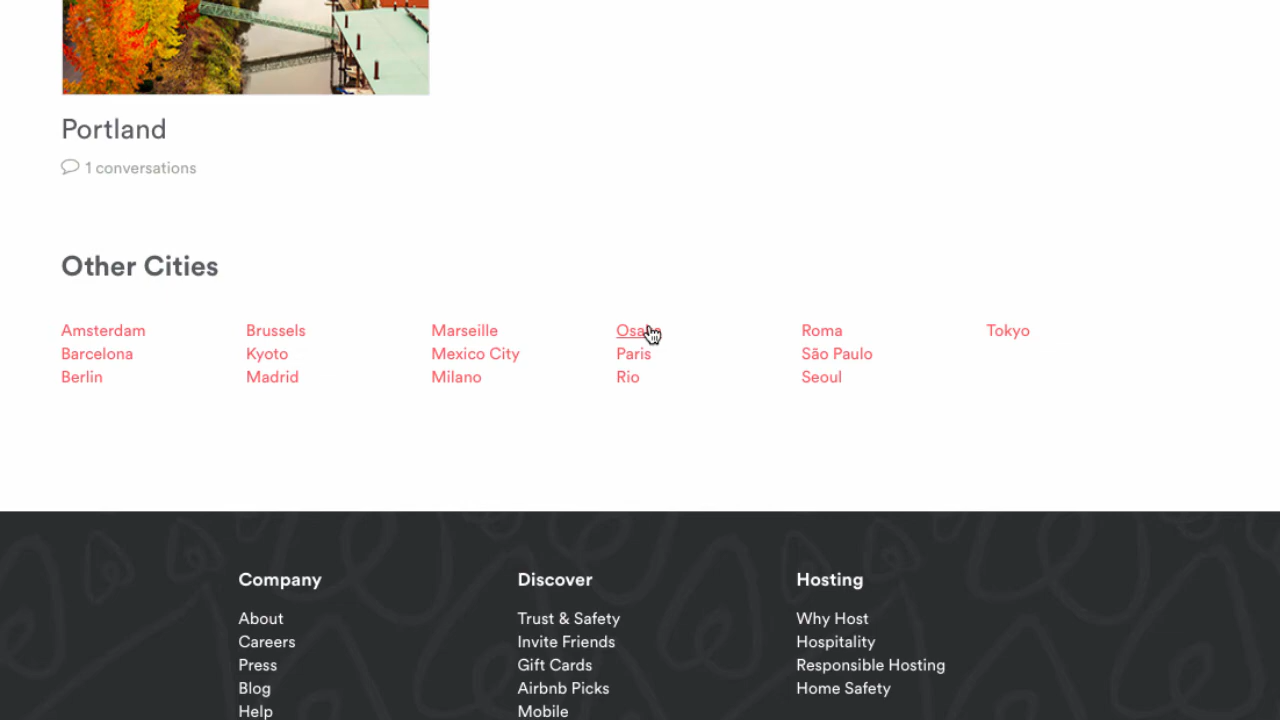 Portland
1 conversations
Other Cities
Amsterdam
Barcelona
Berlin
Brussels
Kyoto
Madrid
Marseille
Mexico City
Milano
Osaka
Paris
Rio
Roma
São Paulo
Seoul
Tokyo
Company
About
Careers
Press
Blog
Help
Discover
Trust & Safety
Invite Friends
Gift Cards
Airbnb Picks
Mobile
Hosting
Why Host
Hospitality
Responsible Hosting
Home Safety